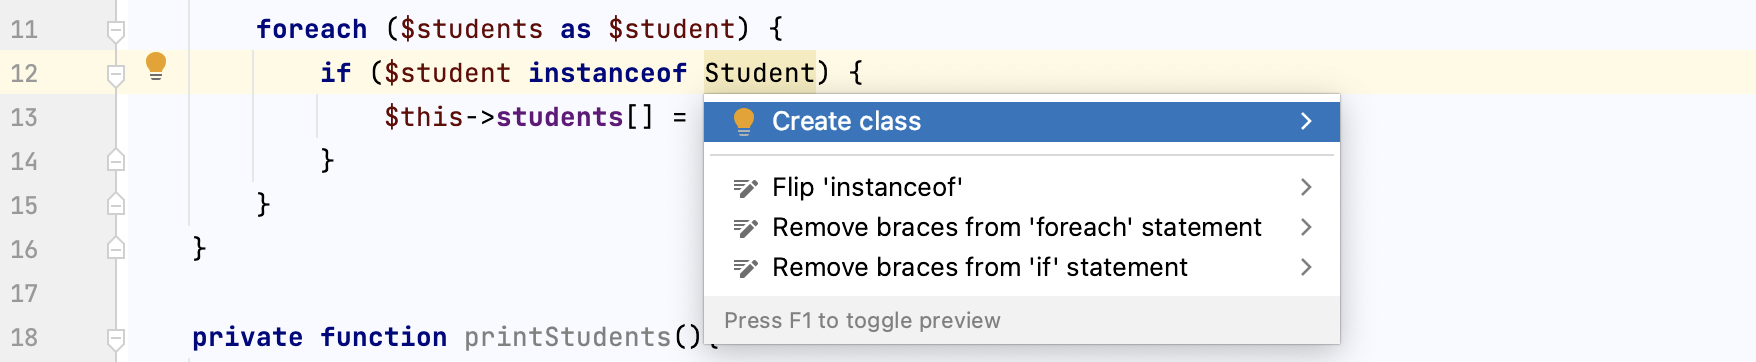 11 foreach ($students as $student) {
12 if ($student instanceof Student) {
13 $this->students[] =
Create class
14 }
Flip 'instanceof'
15 }
Remove braces from 'foreach' statement
16 }
Remove braces from 'if' statement
17
Press F1 to toggle preview
18 private function printStudents(){